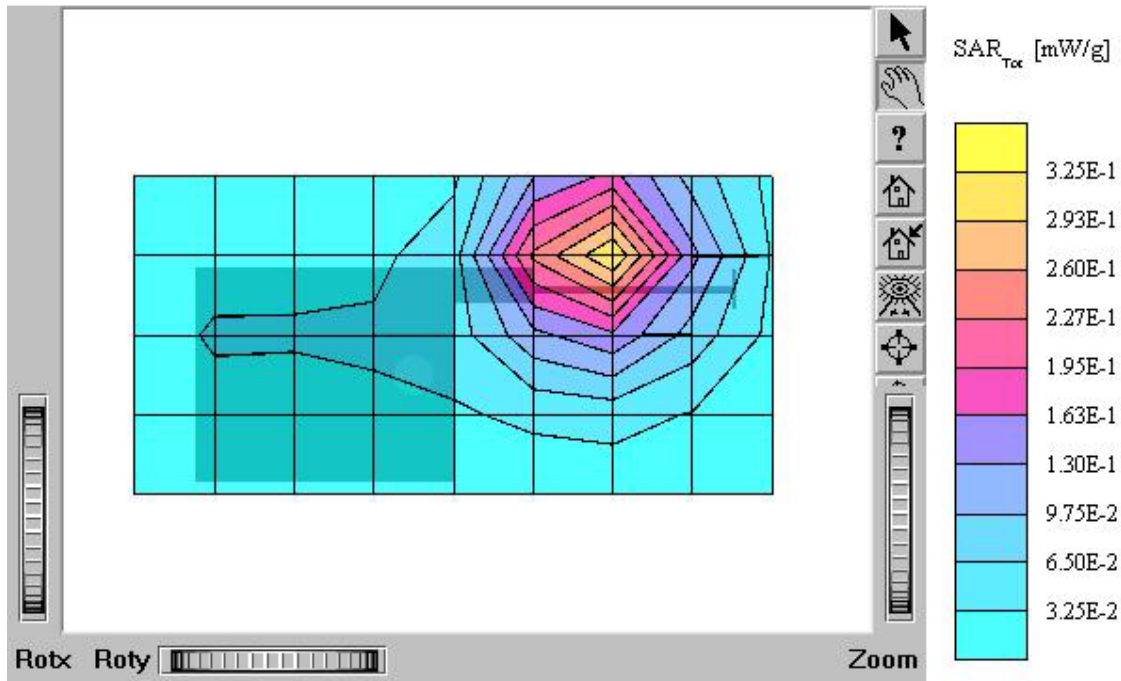 SAR_Tot [mW/g]
?
3.25E-1
2.93E-1
2.60E-1
2.27E-1
1.95E-1
1.63E-1
1.30E-1
9.75E-2
6.50E-2
3.25E-2
Rotx Roty Zoom